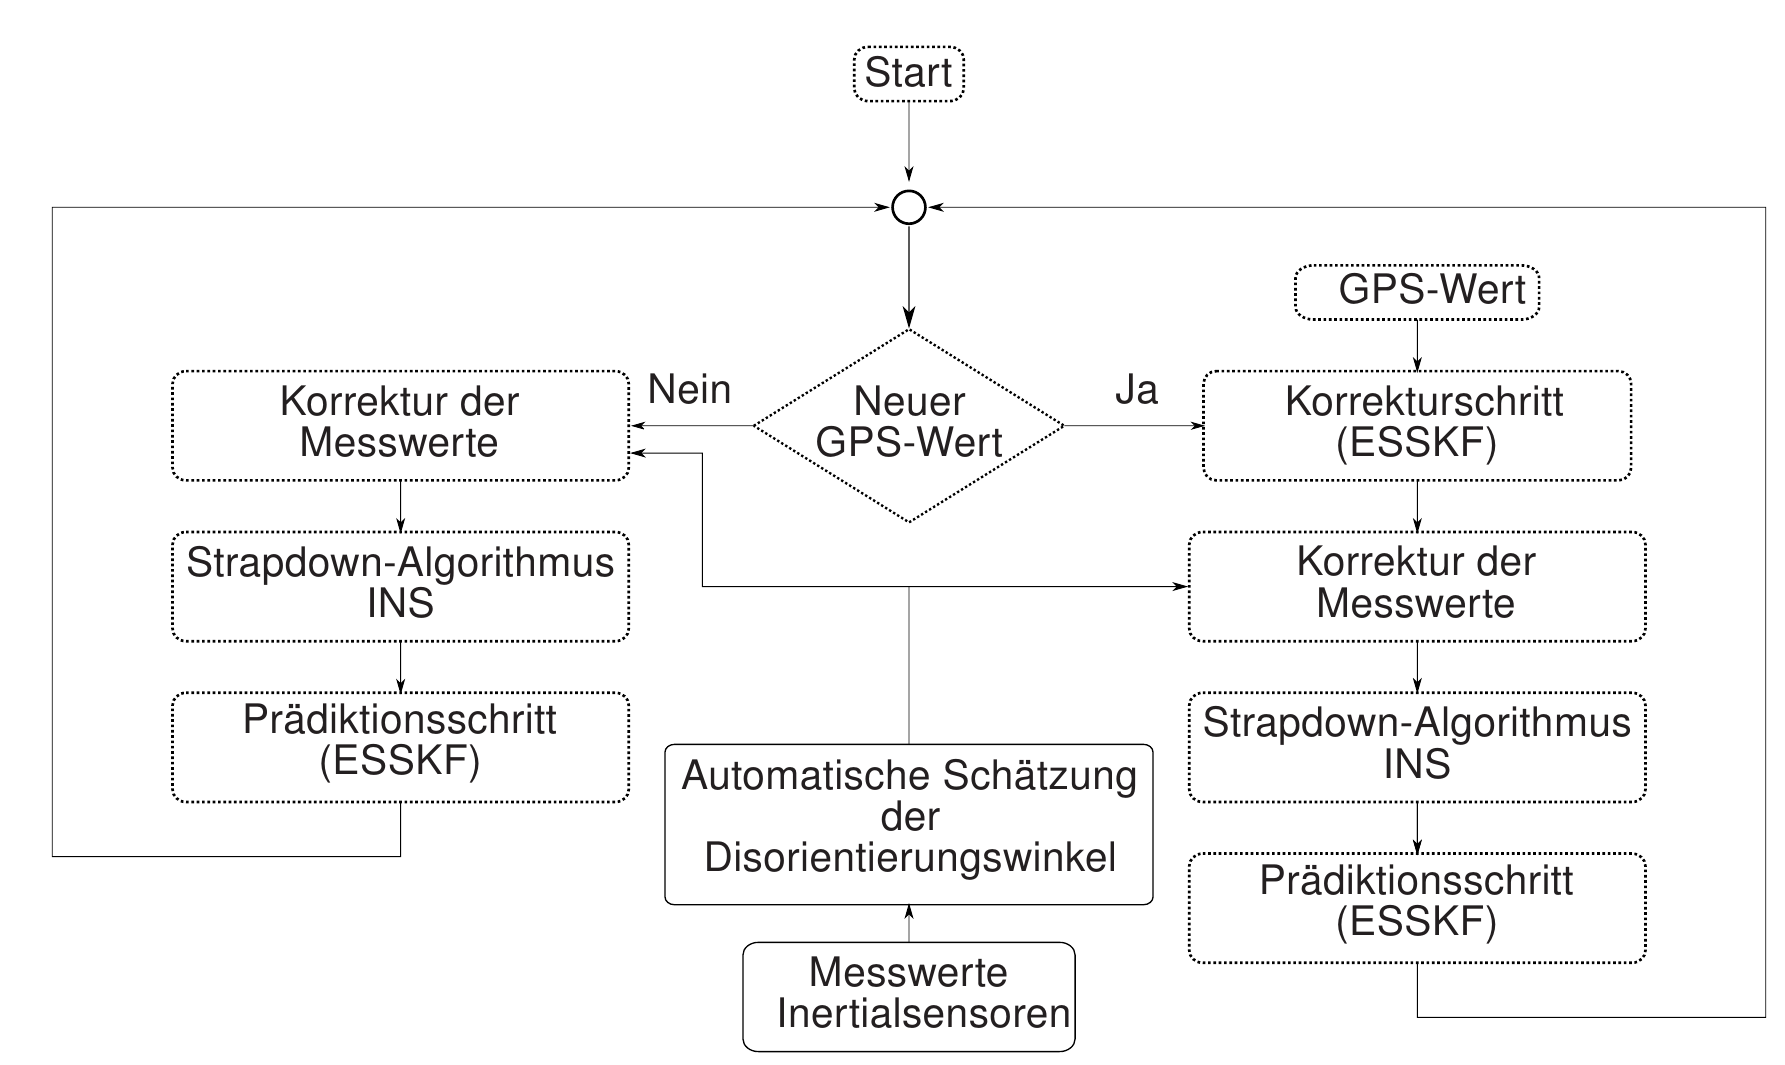 Start
GPS-Wert
Nein
Neuer
GPS-Wert
Ja
Korrektur der
Messwerte
Strapdown-Algorithmus
INS
Prädiktionsschritt
(ESSKF)
Korrekturschritt
(ESSKF)
Korrektur der
Messwerte
Strapdown-Algorithmus
INS
Prädiktionsschritt
(ESSKF)
Automatische Schätzung
der
Disorientierungswinkel
Messwerte
Inertialsensoren